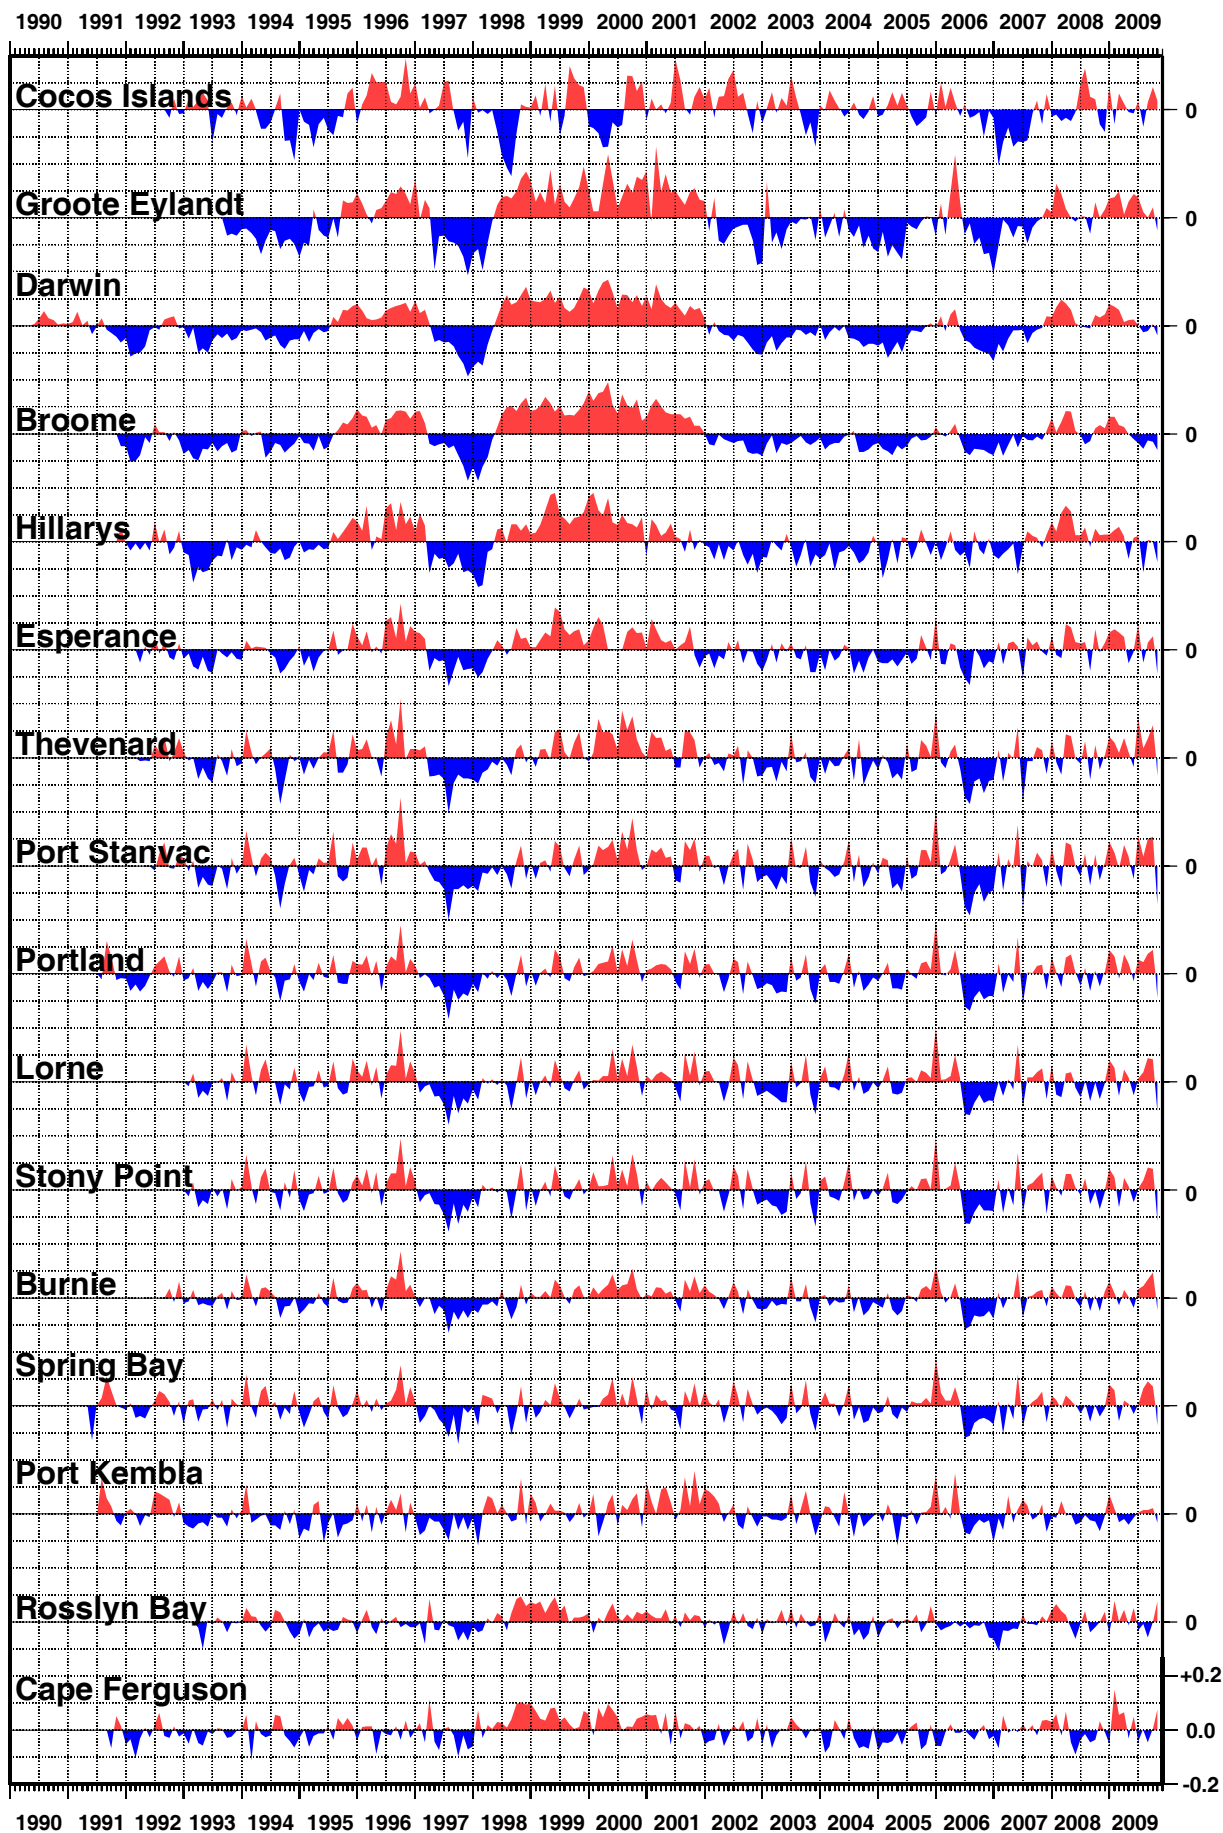 1990 1991 1992 1993 1994 1995 1996 1997 1998 1999 2000 2001 2002 2003 2004 2005 2006 2007 2008 2009
Cocos Islands 0
Groote Eylandt 0
Darwin 0
Broome 0
Hillarys 0
Esperance 0
Thevenard 0
Port Stanvac 0
Portland 0
Lorne 0
Stony Point 0
Burnie 0
Spring Bay 0
Port Kembla 0
Rosslyn Bay 0
+0.2
Cape Ferguson 0.0
-0.2
1990 1991 1992 1993 1994 1995 1996 1997 1998 1999 2000 2001 2002 2003 2004 2005 2006 2007 2008 2009